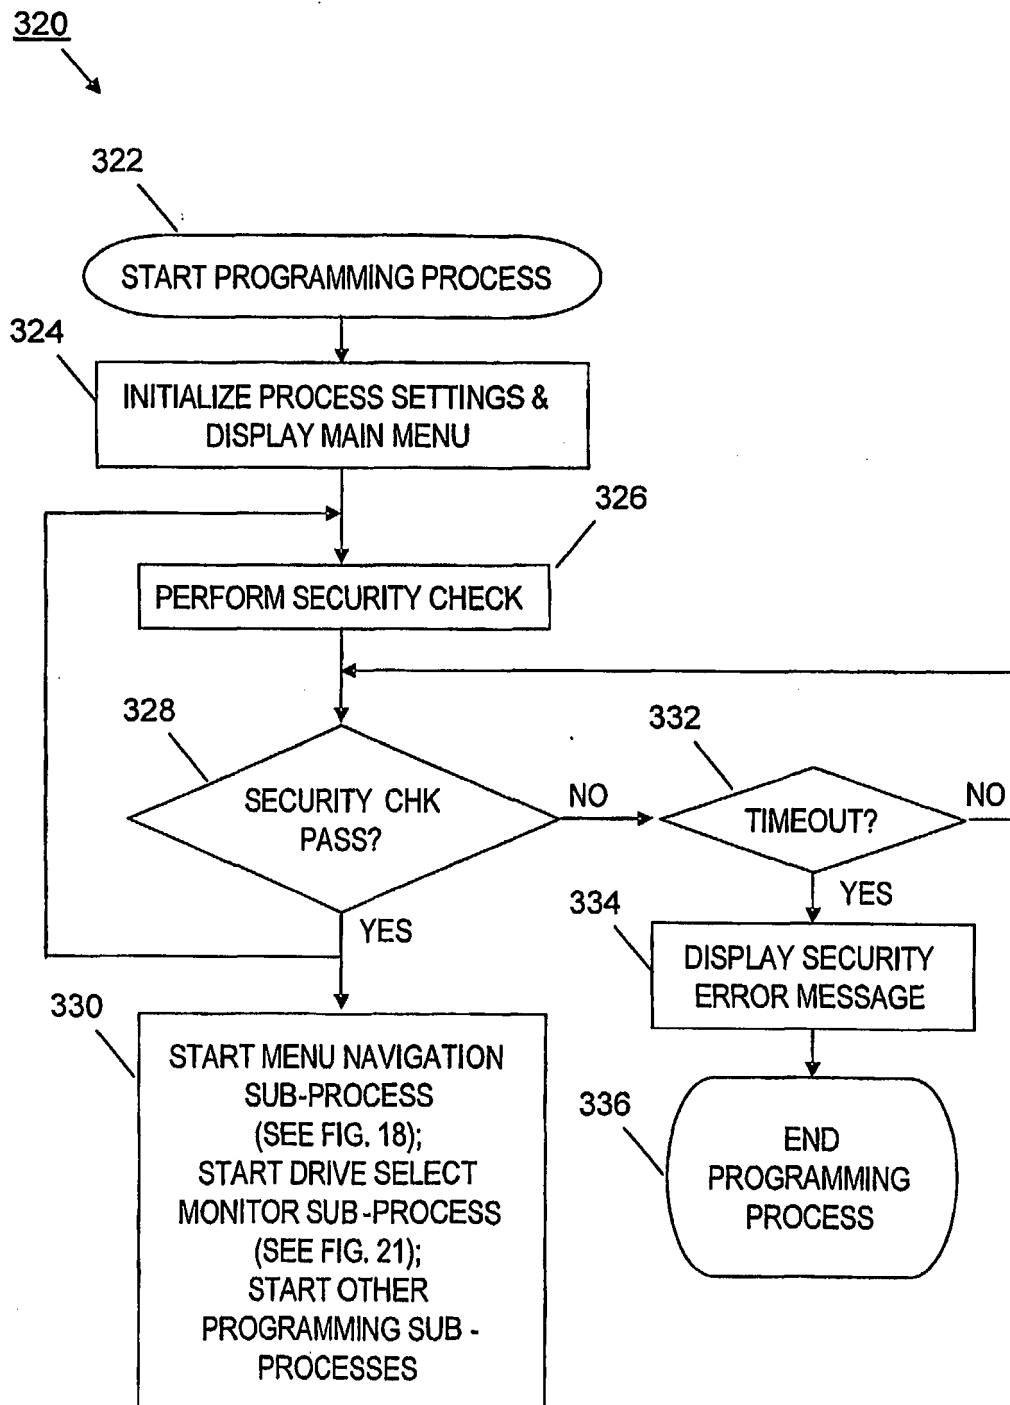 320
322
START PROGRAMMING PROCESS
324
INITIALIZE PROCESS SETTINGS &
DISPLAY MAIN MENU
326
PERFORM SECURITY CHECK
328
SECURITY CHK
PASS?
NO
332
TIMEOUT?
NO
YES
YES
334
DISPLAY SECURITY
ERROR MESSAGE
330
START MENU NAVIGATION
SUB-PROCESS
(SEE FIG. 18);
START DRIVE SELECT
MONITOR SUB-PROCESS
(SEE FIG. 21);
START OTHER
PROGRAMMING SUB-
PROCESSES
336
END
PROGRAMMING
PROCESS